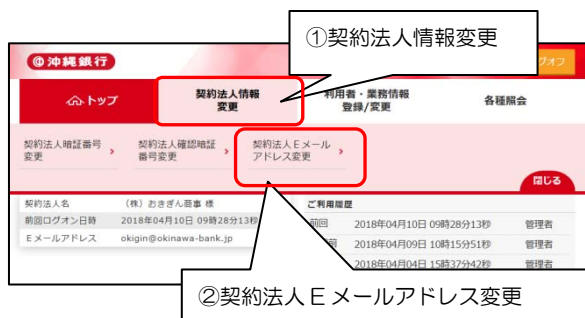 ①契約法人情報変更
沖縄銀行
グオフ
トップ
契約法人情報
変更
利用者・業務情報
登録/変更
各種照会
契約法人暗証番号
変更
契約法人確認暗証
番号変更
契約法人Eメール
アドレス変更
閉じる
契約法人名 (株) おきぎん商事 様
前回ログオン日時 2018年04月10日 09時28分13秒
Eメールアドレス okigin@okinawa-bank.jp
ご利用履歴
前回 2018年04月10日 09時28分13秒 管理者
前 2018年04月09日 10時15分51秒 管理者
2018年04月04日 15時37分42秒 管理者
②契約法人Eメールアドレス変更